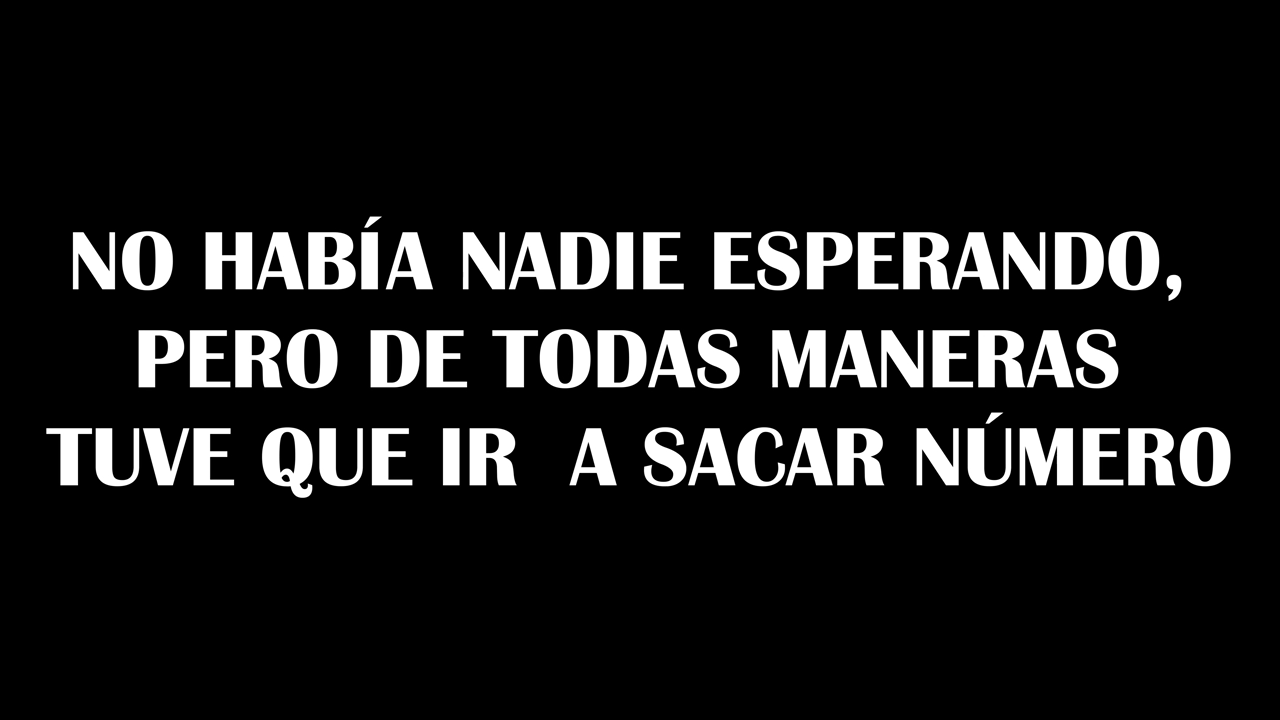 NO HABÍA NADIE ESPERANDO,
PERO DE TODAS MANERAS
TUVE QUE IR  A SACAR NÚMERO